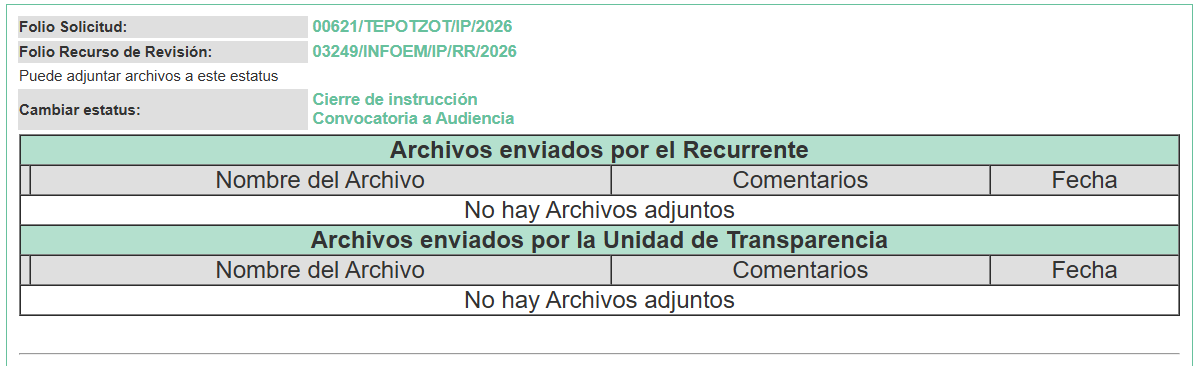 Folio Solicitud: 00621/TEPOTZOT/IP/2026
Folio Recurso de Revisión: 03249/INFOEM/IP/RR/2026
Puede adjuntar archivos a este estatus
Cambiar estatus: Cierre de instrucción
Convocatoria a Audiencia
Archivos enviados por el Recurrente
Nombre del Archivo Comentarios Fecha
No hay Archivos adjuntos
Archivos enviados por la Unidad de Transparencia
Nombre del Archivo Comentarios Fecha
No hay Archivos adjuntos